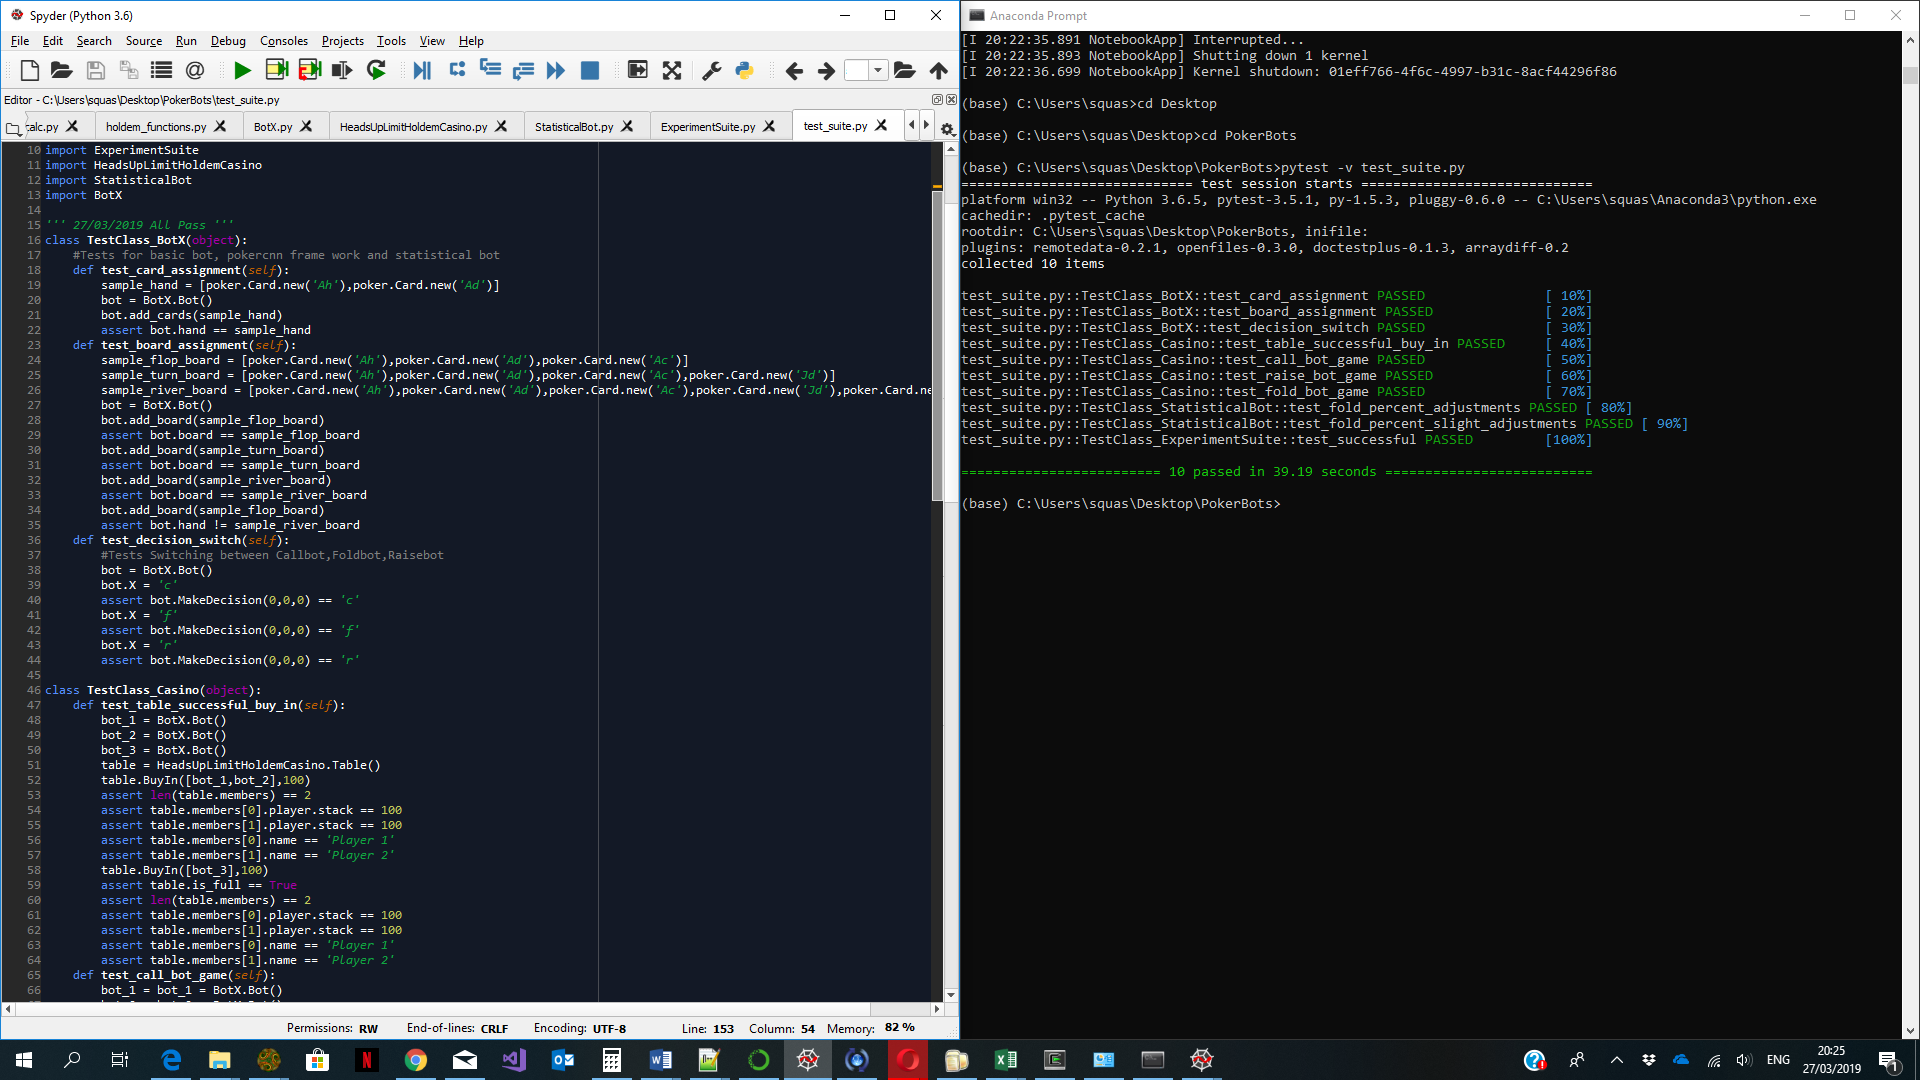 Spyder (Python 3.6)
File Edit Search Source Run Debug Consoles Projects Tools View Help
Editor - C:\Users\squas\Desktop\PokerBots\test_suite.py
calc.py holdem_functions.py BotX.py HeadsUpLimitHoldemCasino.py StatisticalBot.py ExperimentSuite.py test_suite.py
10 import ExperimentSuite
11 import HeadsUpLimitHoldemCasino
12 import StatisticalBot
13 import BotX
14
15 ''' 27/03/2019 All Pass '''
16 class TestClass_BotX(object):
17 #Tests for basic bot, pokercnn frame work and statistical bot
18 def test_card_assignment(self):
19 sample_hand = [poker.Card.new('Ah'),poker.Card.new('Ad')]
20 bot = BotX.Bot()
21 bot.add_cards(sample_hand)
22 assert bot.hand == sample_hand
23 def test_board_assignment(self):
24 sample_flop_board = [poker.Card.new('Ah'),poker.Card.new('Ad'),poker.Card.new('Ac')]
25 sample_turn_board = [poker.Card.new('Ah'),poker.Card.new('Ad'),poker.Card.new('Ac'),poker.Card.new('Jd')]
26 sample_river_board = [poker.Card.new('Ah'),poker.Card.new('Ad'),poker.Card.new('Ac'),poker.Card.new('Jd'),poker.Card.ne
27 bot = BotX.Bot()
28 bot.add_board(sample_flop_board)
29 assert bot.board == sample_flop_board
30 bot.add_board(sample_turn_board)
31 assert bot.board == sample_turn_board
32 bot.add_board(sample_river_board)
33 assert bot.board == sample_river_board
34 bot.add_board(sample_flop_board)
35 assert bot.hand != sample_river_board
36 def test_decision_switch(self):
37 #Tests Switching between Callbot,Foldbot,Raisebot
38 bot = BotX.Bot()
39 bot.X = 'c'
40 assert bot.MakeDecision(0,0,0) == 'c'
41 bot.X = 'f'
42 assert bot.MakeDecision(0,0,0) == 'f'
43 bot.X = 'r'
44 assert bot.MakeDecision(0,0,0) == 'r'
45
46 class TestClass_Casino(object):
47 def test_table_successful_buy_in(self):
48 bot_1 = BotX.Bot()
49 bot_2 = BotX.Bot()
50 bot_3 = BotX.Bot()
51 table = HeadsUpLimitHoldemCasino.Table()
52 table.BuyIn([bot_1,bot_2],100)
53 assert len(table.members) == 2
54 assert table.members[0].player.stack == 100
55 assert table.members[1].player.stack == 100
56 assert table.members[0].name == 'Player 1'
57 assert table.members[1].name == 'Player 2'
58 table.BuyIn([bot_3],100)
59 assert table.is_full == True
60 assert len(table.members) == 2
61 assert table.members[0].player.stack == 100
62 assert table.members[1].player.stack == 100
63 assert table.members[0].name == 'Player 1'
64 assert table.members[1].name == 'Player 2'
65 def test_call_bot_game(self):
66 bot_1 = bot_1 = BotX.Bot()
Permissions: RW End-of-lines: CRLF Encoding: UTF-8 Line: 153 Column: 54 Memory: 82 %
Anaconda Prompt
[I 20:22:35.891 NotebookApp] Interrupted...
[I 20:22:35.893 NotebookApp] Shutting down 1 kernel
[I 20:22:36.699 NotebookApp] Kernel shutdown: 01eff766-4f6c-4997-b31c-8acf44296f86
(base) C:\Users\squas>cd Desktop
(base) C:\Users\squas\Desktop>cd PokerBots
(base) C:\Users\squas\Desktop\PokerBots>pytest -v test_suite.py
============================= test session starts =============================
platform win32 -- Python 3.6.5, pytest-3.5.1, py-1.5.3, pluggy-0.6.0 -- C:\Users\squas\Anaconda3\python.exe
cachedir: .pytest_cache
rootdir: C:\Users\squas\Desktop\PokerBots, inifile:
plugins: remotedata-0.2.1, openfiles-0.3.0, doctestplus-0.1.3, arraydiff-0.2
collected 10 items
test_suite.py::TestClass_BotX::test_card_assignment PASSED [ 10%]
test_suite.py::TestClass_BotX::test_board_assignment PASSED [ 20%]
test_suite.py::TestClass_BotX::test_decision_switch PASSED [ 30%]
test_suite.py::TestClass_Casino::test_table_successful_buy_in PASSED [ 40%]
test_suite.py::TestClass_Casino::test_call_bot_game PASSED [ 50%]
test_suite.py::TestClass_Casino::test_raise_bot_game PASSED [ 60%]
test_suite.py::TestClass_Casino::test_fold_bot_game PASSED [ 70%]
test_suite.py::TestClass_StatisticalBot::test_fold_percent_adjustments PASSED [ 80%]
test_suite.py::TestClass_StatisticalBot::test_fold_percent_slight_adjustments PASSED [ 90%]
test_suite.py::TestClass_ExperimentSuite::test_successful PASSED [100%]
========================= 10 passed in 39.19 seconds ==========================
(base) C:\Users\squas\Desktop\PokerBots>
ENG
20:25
27/03/2019
1